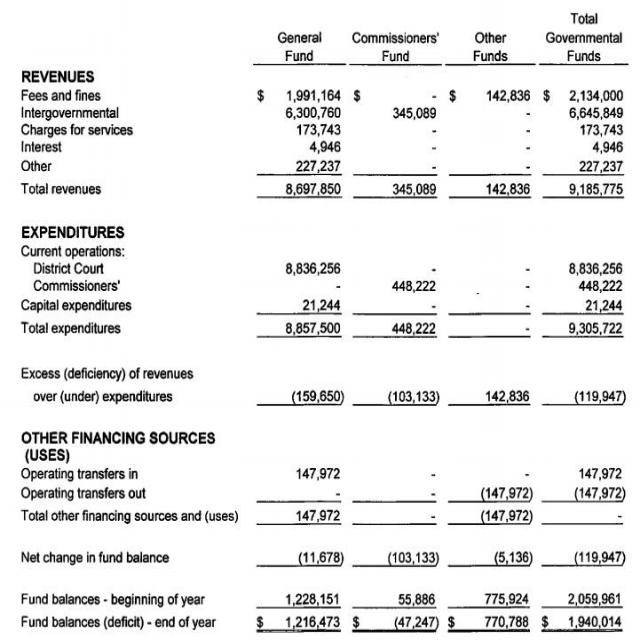 Total
General Commissioners' Other Governmental
Fund Fund Funds Funds
REVENUES
Fees and fines $ 1,991,164 $ - $ 142,836 $ 2,134,000
Intergovernmental 6,300,760 345,089 - 6,645,849
Charges for services 173,743 - - 173,743
Interest 4,946 - - 4,946
Other 227,237 - - 227,237
Total revenues 8,697,850 345,089 142,836 9,185,775
EXPENDITURES
Current operations:
District Court 8,836,256 - - 8,836,256
Commissioners' - 448,222 - 448,222
Capital expenditures 21,244 - - 21,244
Total expenditures 8,857,500 448,222 - 9,305,722
Excess (deficiency) of revenues
over (under) expenditures (159,650) (103,133) 142,836 (119,947)
OTHER FINANCING SOURCES
(USES)
Operating transfers in 147,972 - - 147,972
Operating transfers out - - (147,972) (147,972)
Total other financing sources and (uses) 147,972 - (147,972) -
Net change in fund balance (11,678) (103,133) (5,136) (119,947)
Fund balances - beginning of year 1,228,151 55,886 775,924 2,059,961
Fund balances (deficit) - end of year $ 1,216,473 $ (47,247) $ 770,788 $ 1,940,014